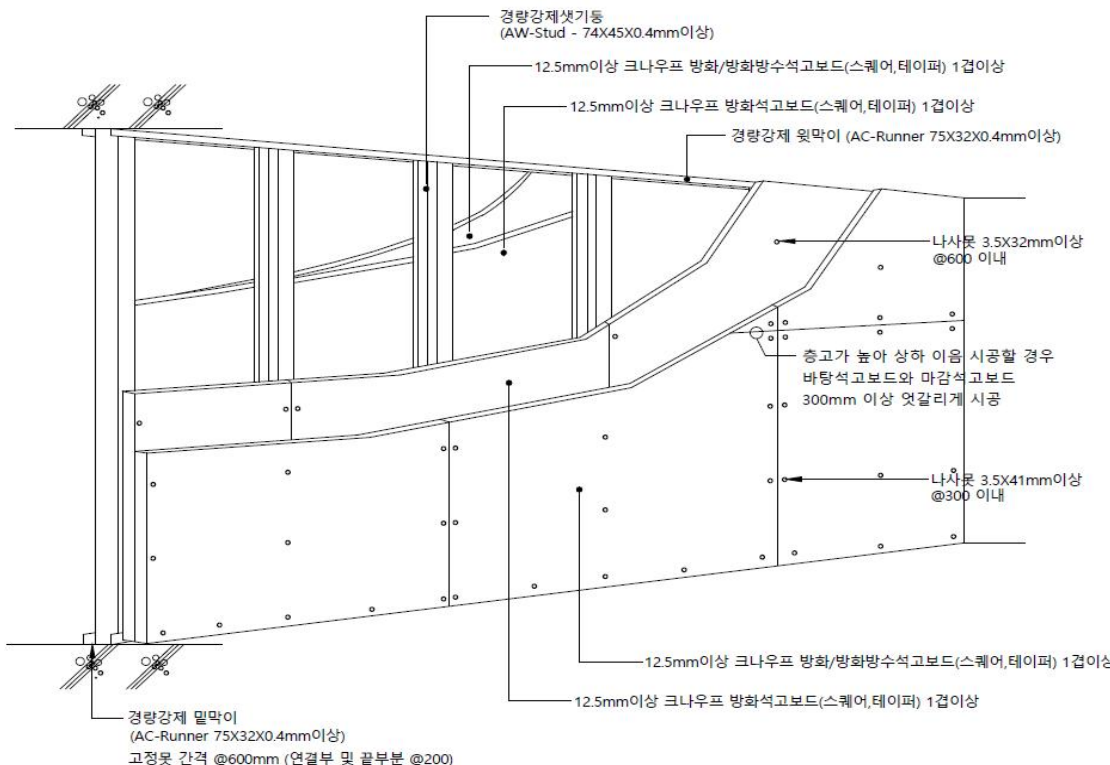 경량강제샛기둥
(AW-Stud - 74X45X0.4mm이상)
12.5mm이상 크나우프 방화/방화방수석고보드(스퀘어,테이퍼) 1겹이상
12.5mm이상 크나우프 방화석고보드(스퀘어,테이퍼) 1겹이상
경량강제 윗막이 (AC-Runner 75X32X0.4mm이상)
나사못 3.5X32mm이상
@600 이내
층고가 높아 상하 이음 시공할 경우
바탕석고보드와 마감석고보드
300mm 이상 엇갈리게 시공
나사못 3.5X41mm이상
@300 이내
12.5mm이상 크나우프 방화/방화방수석고보드(스퀘어,테이퍼) 1겹이상
12.5mm이상 크나우프 방화석고보드(스퀘어,테이퍼) 1겹이상
경량강제 밑막이
(AC-Runner 75X32X0.4mm이상)
고정못 간격 @600mm (연결부 및 끝부분 @200)